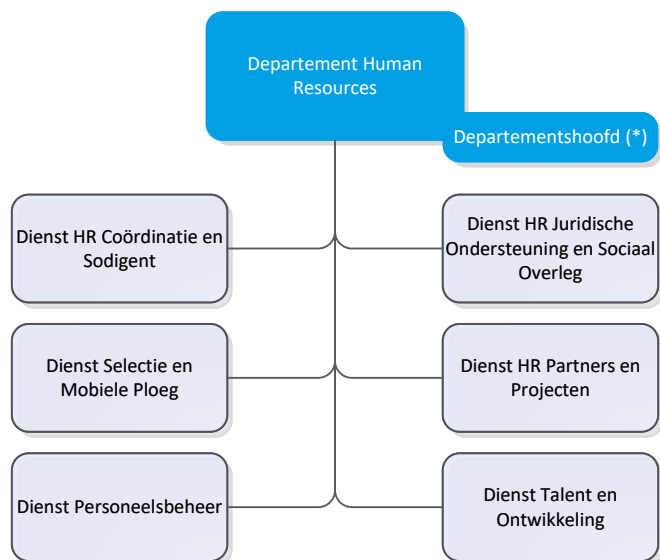 Departement Human
Resources
Departementshoofd (*)
Dienst HR Coördinatie en
Sodigent
Dienst HR Juridische
Ondersteuning en Sociaal
Overleg
Dienst Selectie en
Mobiele Ploeg
Dienst HR Partners en
Projecten
Dienst Personeelsbeheer
Dienst Talent en
Ontwikkeling